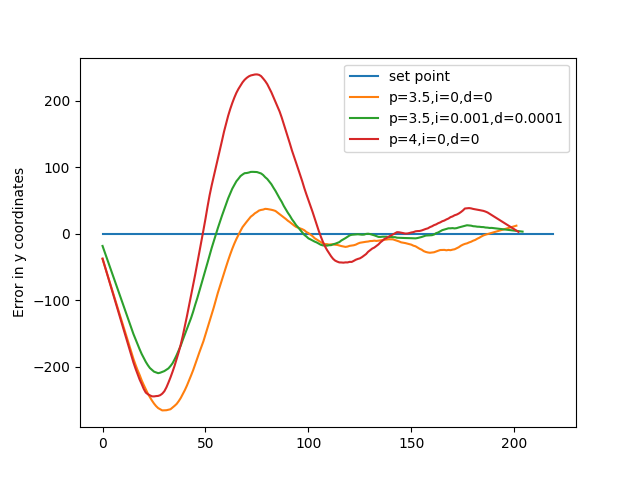 set point
p=3.5,i=0,d=0
p=3.5,i=0.001,d=0.0001
p=4,i=0,d=0
Error in y coordinates
200
100
0
−100
−200
0 50 100 150 200